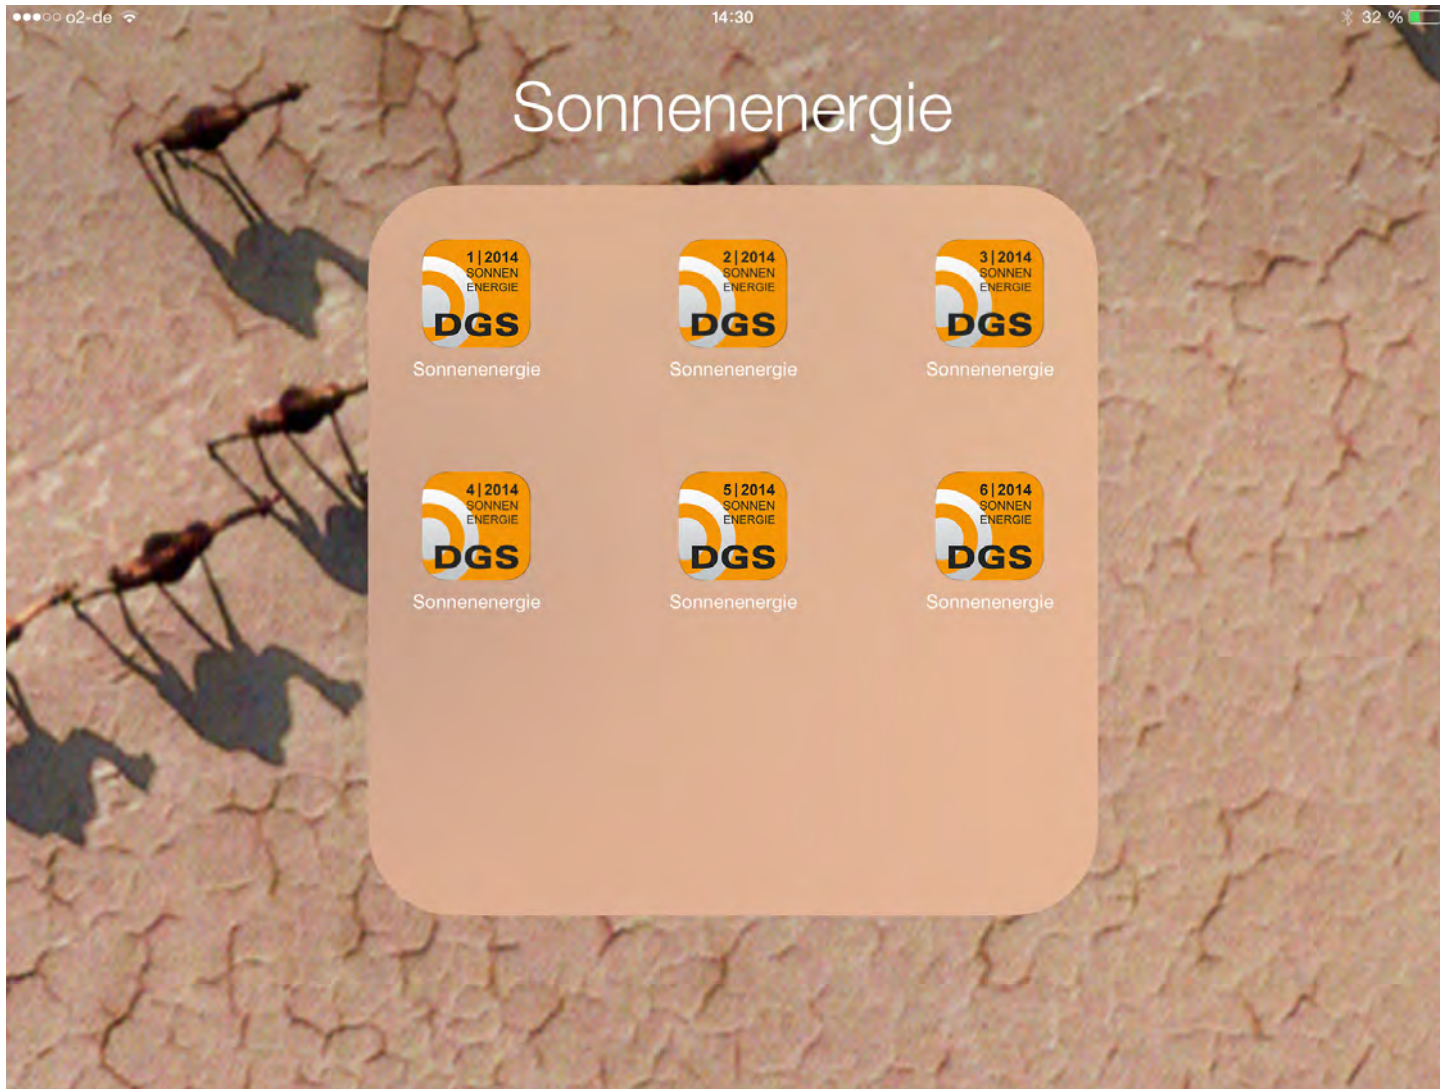 o2-de
14:30
32 %
Sonnenenergie
1 | 2014
SONNEN
ENERGIE
DGS
Sonnenenergie
2 | 2014
SONNEN
ENERGIE
DGS
Sonnenenergie
3 | 2014
SONNEN
ENERGIE
DGS
Sonnenenergie
4 | 2014
SONNEN
ENERGIE
DGS
Sonnenenergie
5 | 2014
SONNEN
ENERGIE
DGS
Sonnenenergie
6 | 2014
SONNEN
ENERGIE
DGS
Sonnenenergie